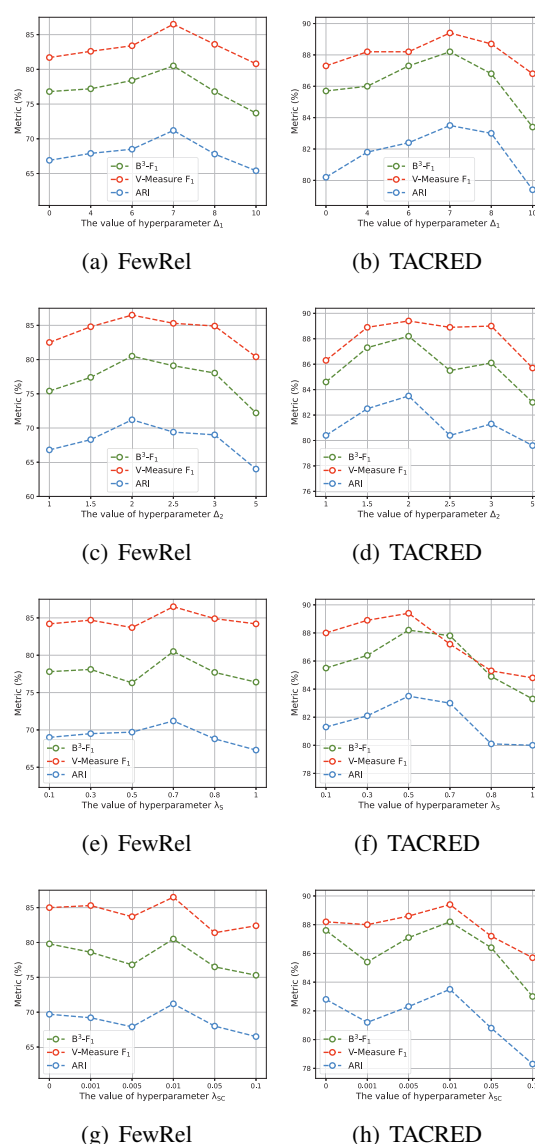 85
80
75
70
65
Metric (%)
B³-F₁
V-Measure F₁
ARI
0 4 6 7 8 10
The value of hyperparameter Δ₁
(a) FewRel
90
88
86
84
82
80
Metric (%)
B³-F₁
V-Measure F₁
ARI
0 4 6 7 8 10
The value of hyperparameter Δ₁
(b) TACRED
85
80
75
70
65
60
Metric (%)
B³-F₁
V-Measure F₁
ARI
1 1.5 2 2.5 3 5
The value of hyperparameter Δ₂
(c) FewRel
90
88
86
84
82
80
78
76
Metric (%)
B³-F₁
V-Measure F₁
ARI
1 1.5 2 2.5 3 5
The value of hyperparameter Δ₂
(d) TACRED
85
80
75
70
65
Metric (%)
B³-F₁
V-Measure F₁
ARI
0.1 0.3 0.5 0.7 0.8 1
The value of hyperparameter λ_S
(e) FewRel
90
88
86
84
82
80
78
Metric (%)
B³-F₁
V-Measure F₁
ARI
0.1 0.3 0.5 0.7 0.8 1
The value of hyperparameter λ_S
(f) TACRED
85
80
75
70
65
Metric (%)
B³-F₁
V-Measure F₁
ARI
0 0.001 0.005 0.01 0.05 0.1
The value of hyperparameter λ_SC
(g) FewRel
90
88
86
84
82
80
78
Metric (%)
B³-F₁
V-Measure F₁
ARI
0 0.001 0.005 0.01 0.05 0.1
The value of hyperparameter λ_SC
(h) TACRED